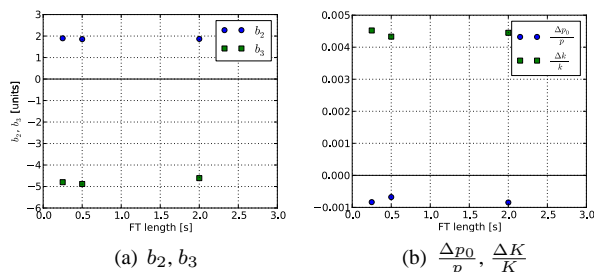 3
2
1
0
−1
−2
−3
−4
−5
−6
b₂, b₃ [units]
0.0 0.5 1.0 1.5 2.0 2.5 3.0
FT length [s]
b₂
b₃
(a) b₂, b₃
0.005
0.004
0.003
0.002
0.001
0.000
−0.001
0.0 0.5 1.0 1.5 2.0 2.5 3.0
FT length [s]
Δp₀/p
Δk/k
(b) Δp₀/p, ΔK/K